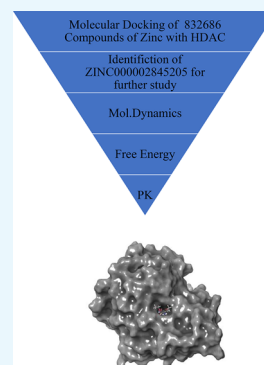 Molecular Docking of 832686
Compounds of Zinc with HDAC
Identifiction of
ZINC000002845205 for
further study
Mol.Dynamics
Free Energy
PK